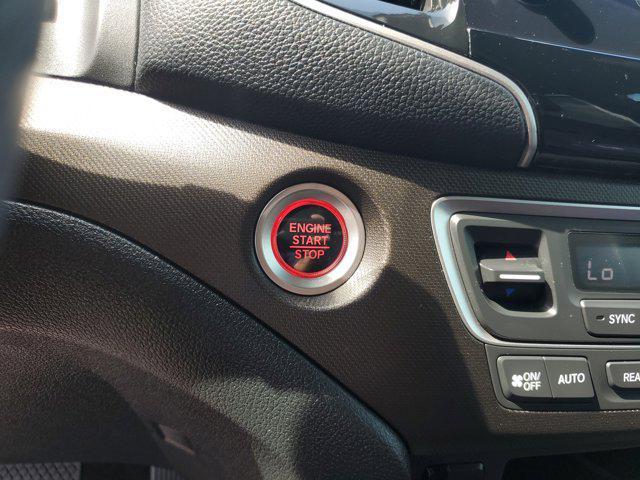 ENGINE
START
STOP
Lo
SYNC
ON/
OFF
AUTO
REA